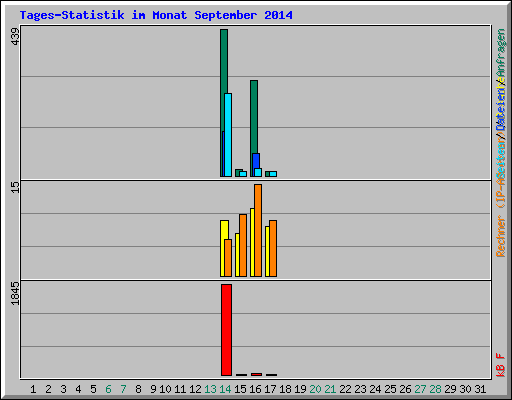 Tages-Statistik im Monat September 2014
439
15
1845
Anfragen
Dateien
Rechner (IP-A
kB F
1 2 3 4 5 6 7 8 9 10 11 12 13 14 15 16 17 18 19 20 21 22 23 24 25 26 27 28 29 30 31